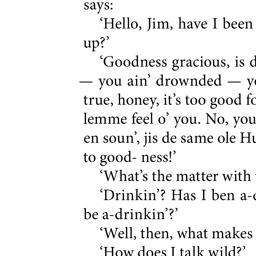 says:
‘Hello, Jim, have I been
up?’
‘Goodness gracious, is d
— you ain’ drownded — y
true, honey, it’s too good fo
lemme feel o’ you. No, you
en soun’, jis de same ole Hu
to good- ness!’
‘What’s the matter with
‘Drinkin’? Has I ben a-d
be a-drinkin’?’
‘Well, then, what makes
‘How does I talk wild?’